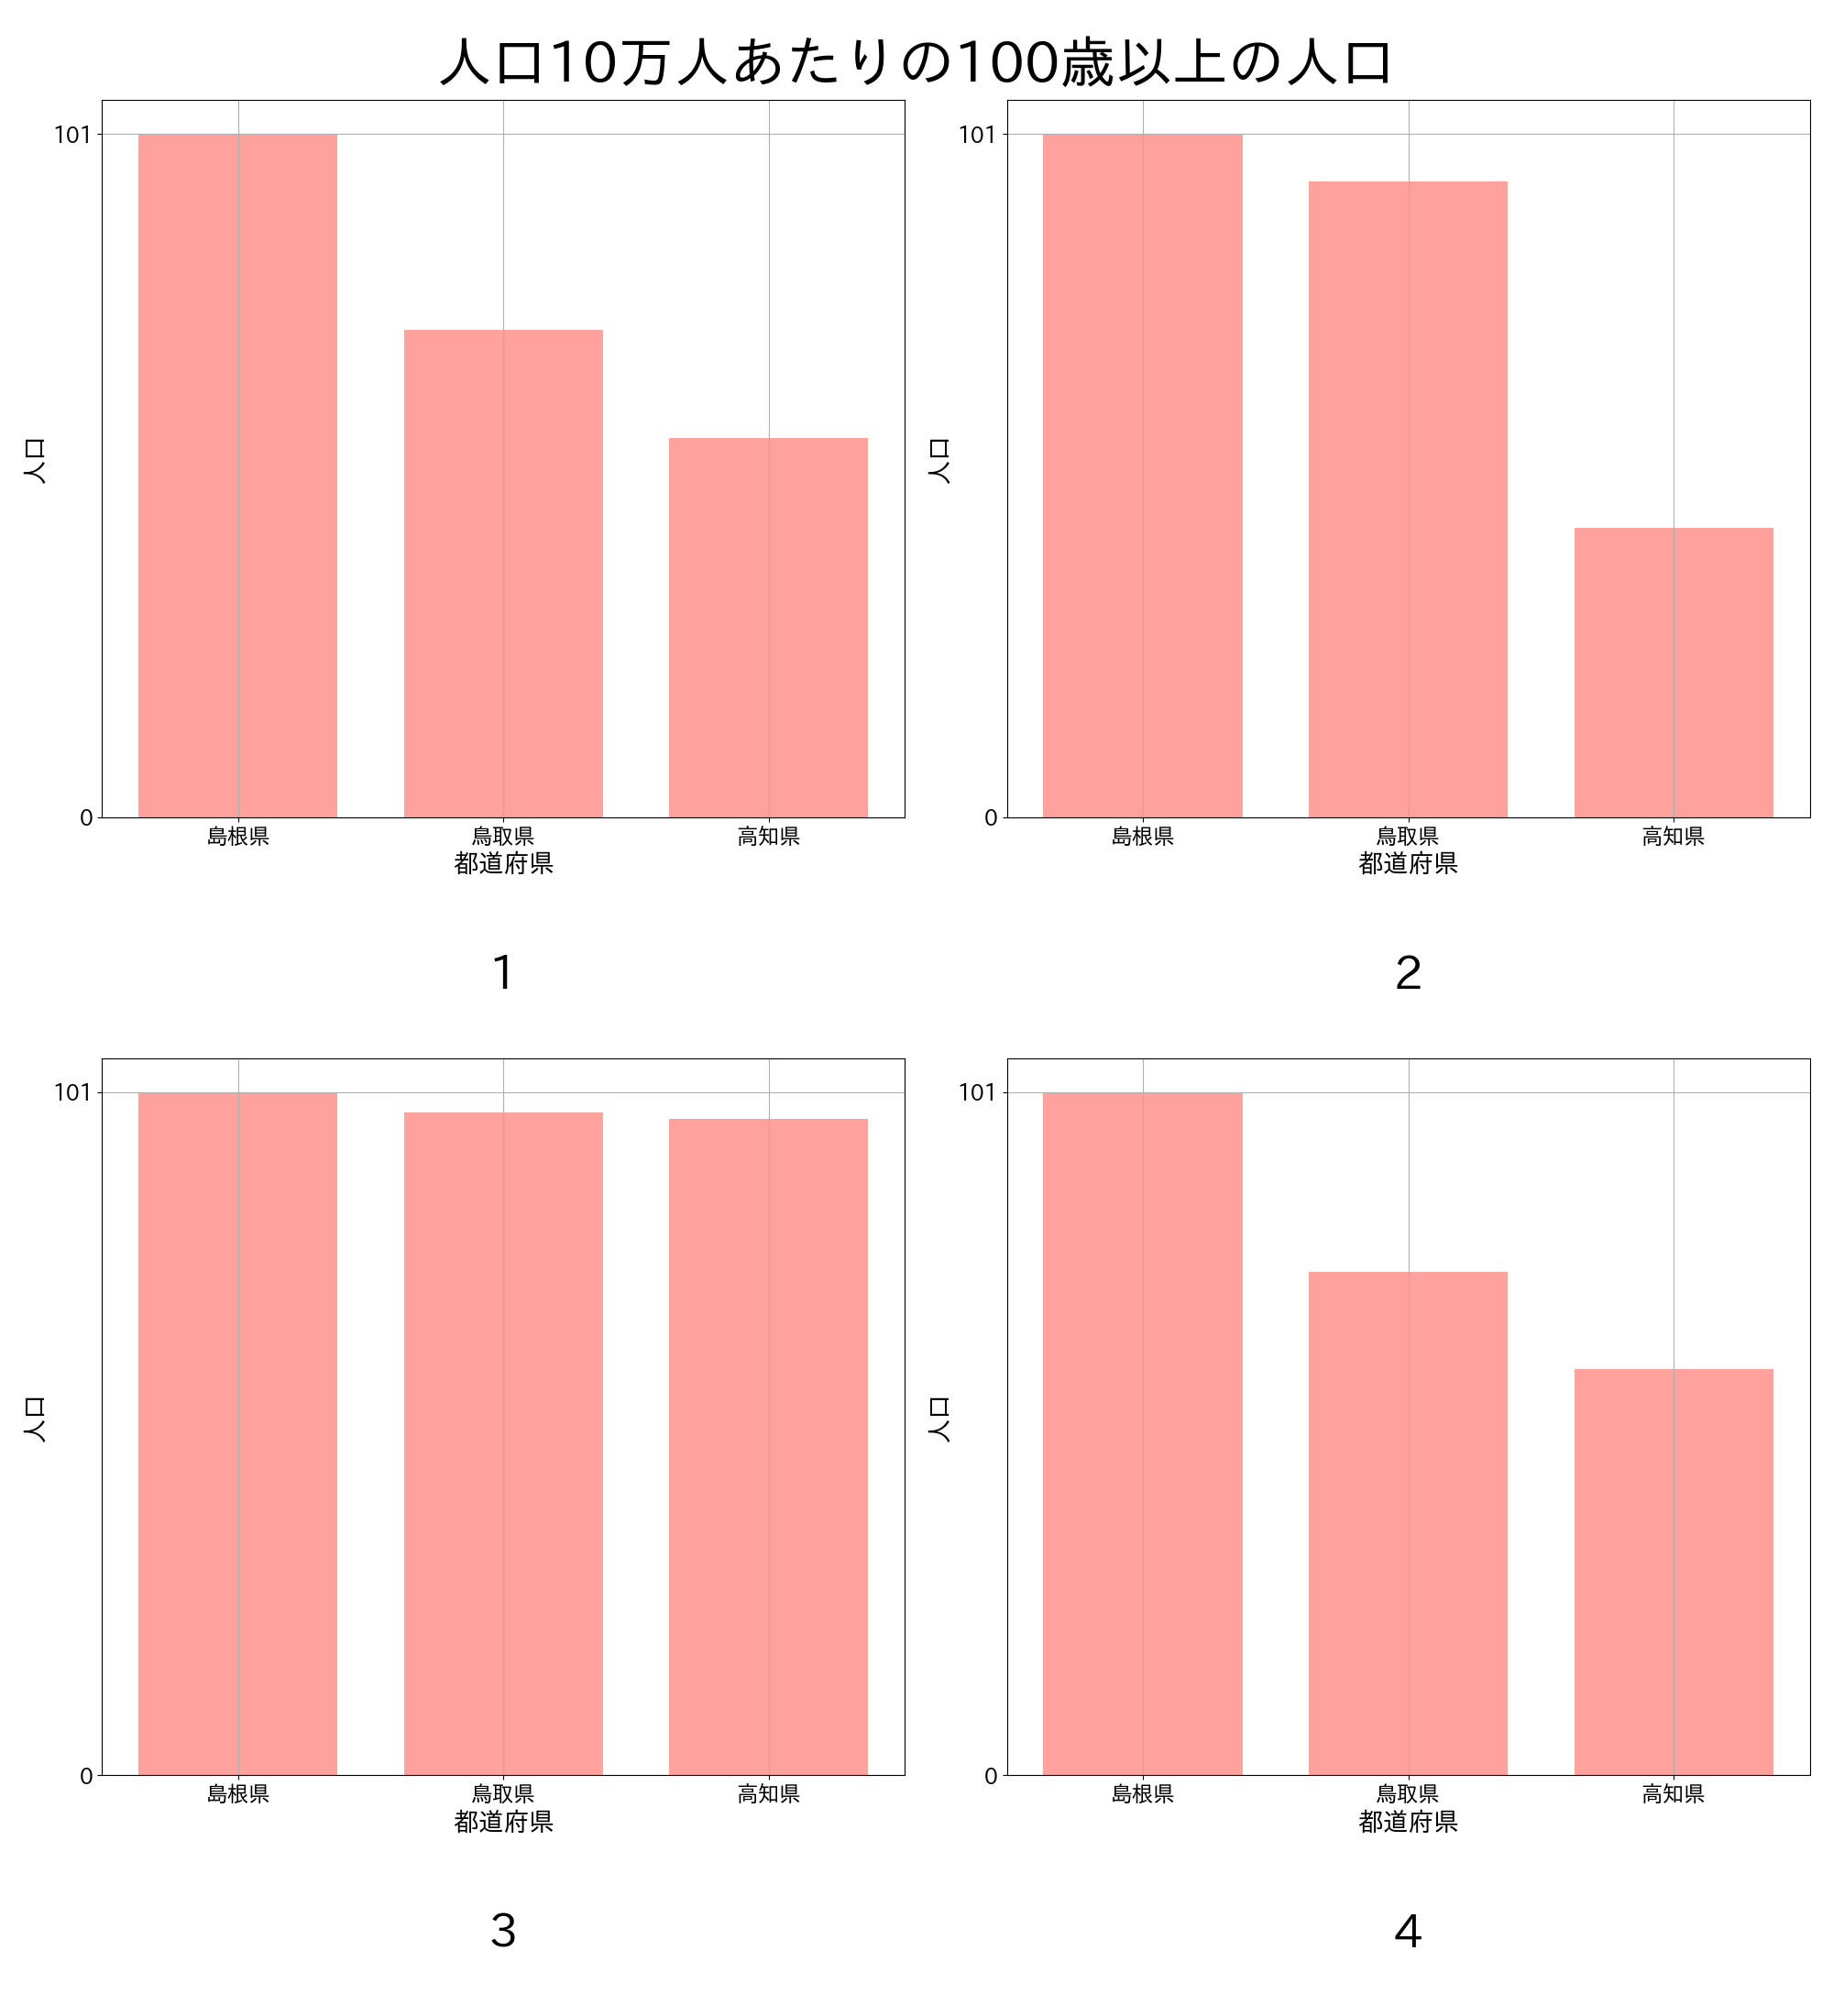 人口10万人あたりの100歳以上の人口
101
0
人口
島根県 鳥取県 高知県
都道府県
1
101
0
人口
島根県 鳥取県 高知県
都道府県
2
101
0
人口
島根県 鳥取県 高知県
都道府県
3
101
0
人口
島根県 鳥取県 高知県
都道府県
4